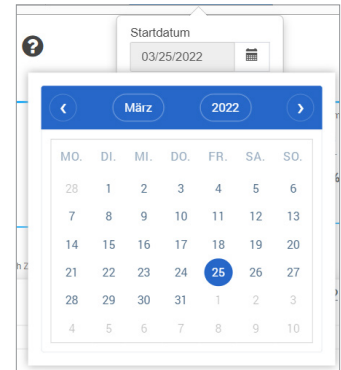 Startdatum
?
03/25/2022
März 2022
MO. DI. MI. DO. FR. SA. SO.
28 1 2 3 4 5 6
7 8 9 10 11 12 13
14 15 16 17 18 19 20
21 22 23 24 25 26 27
28 29 30 31 1 2 3
4 5 6 7 8 9 10